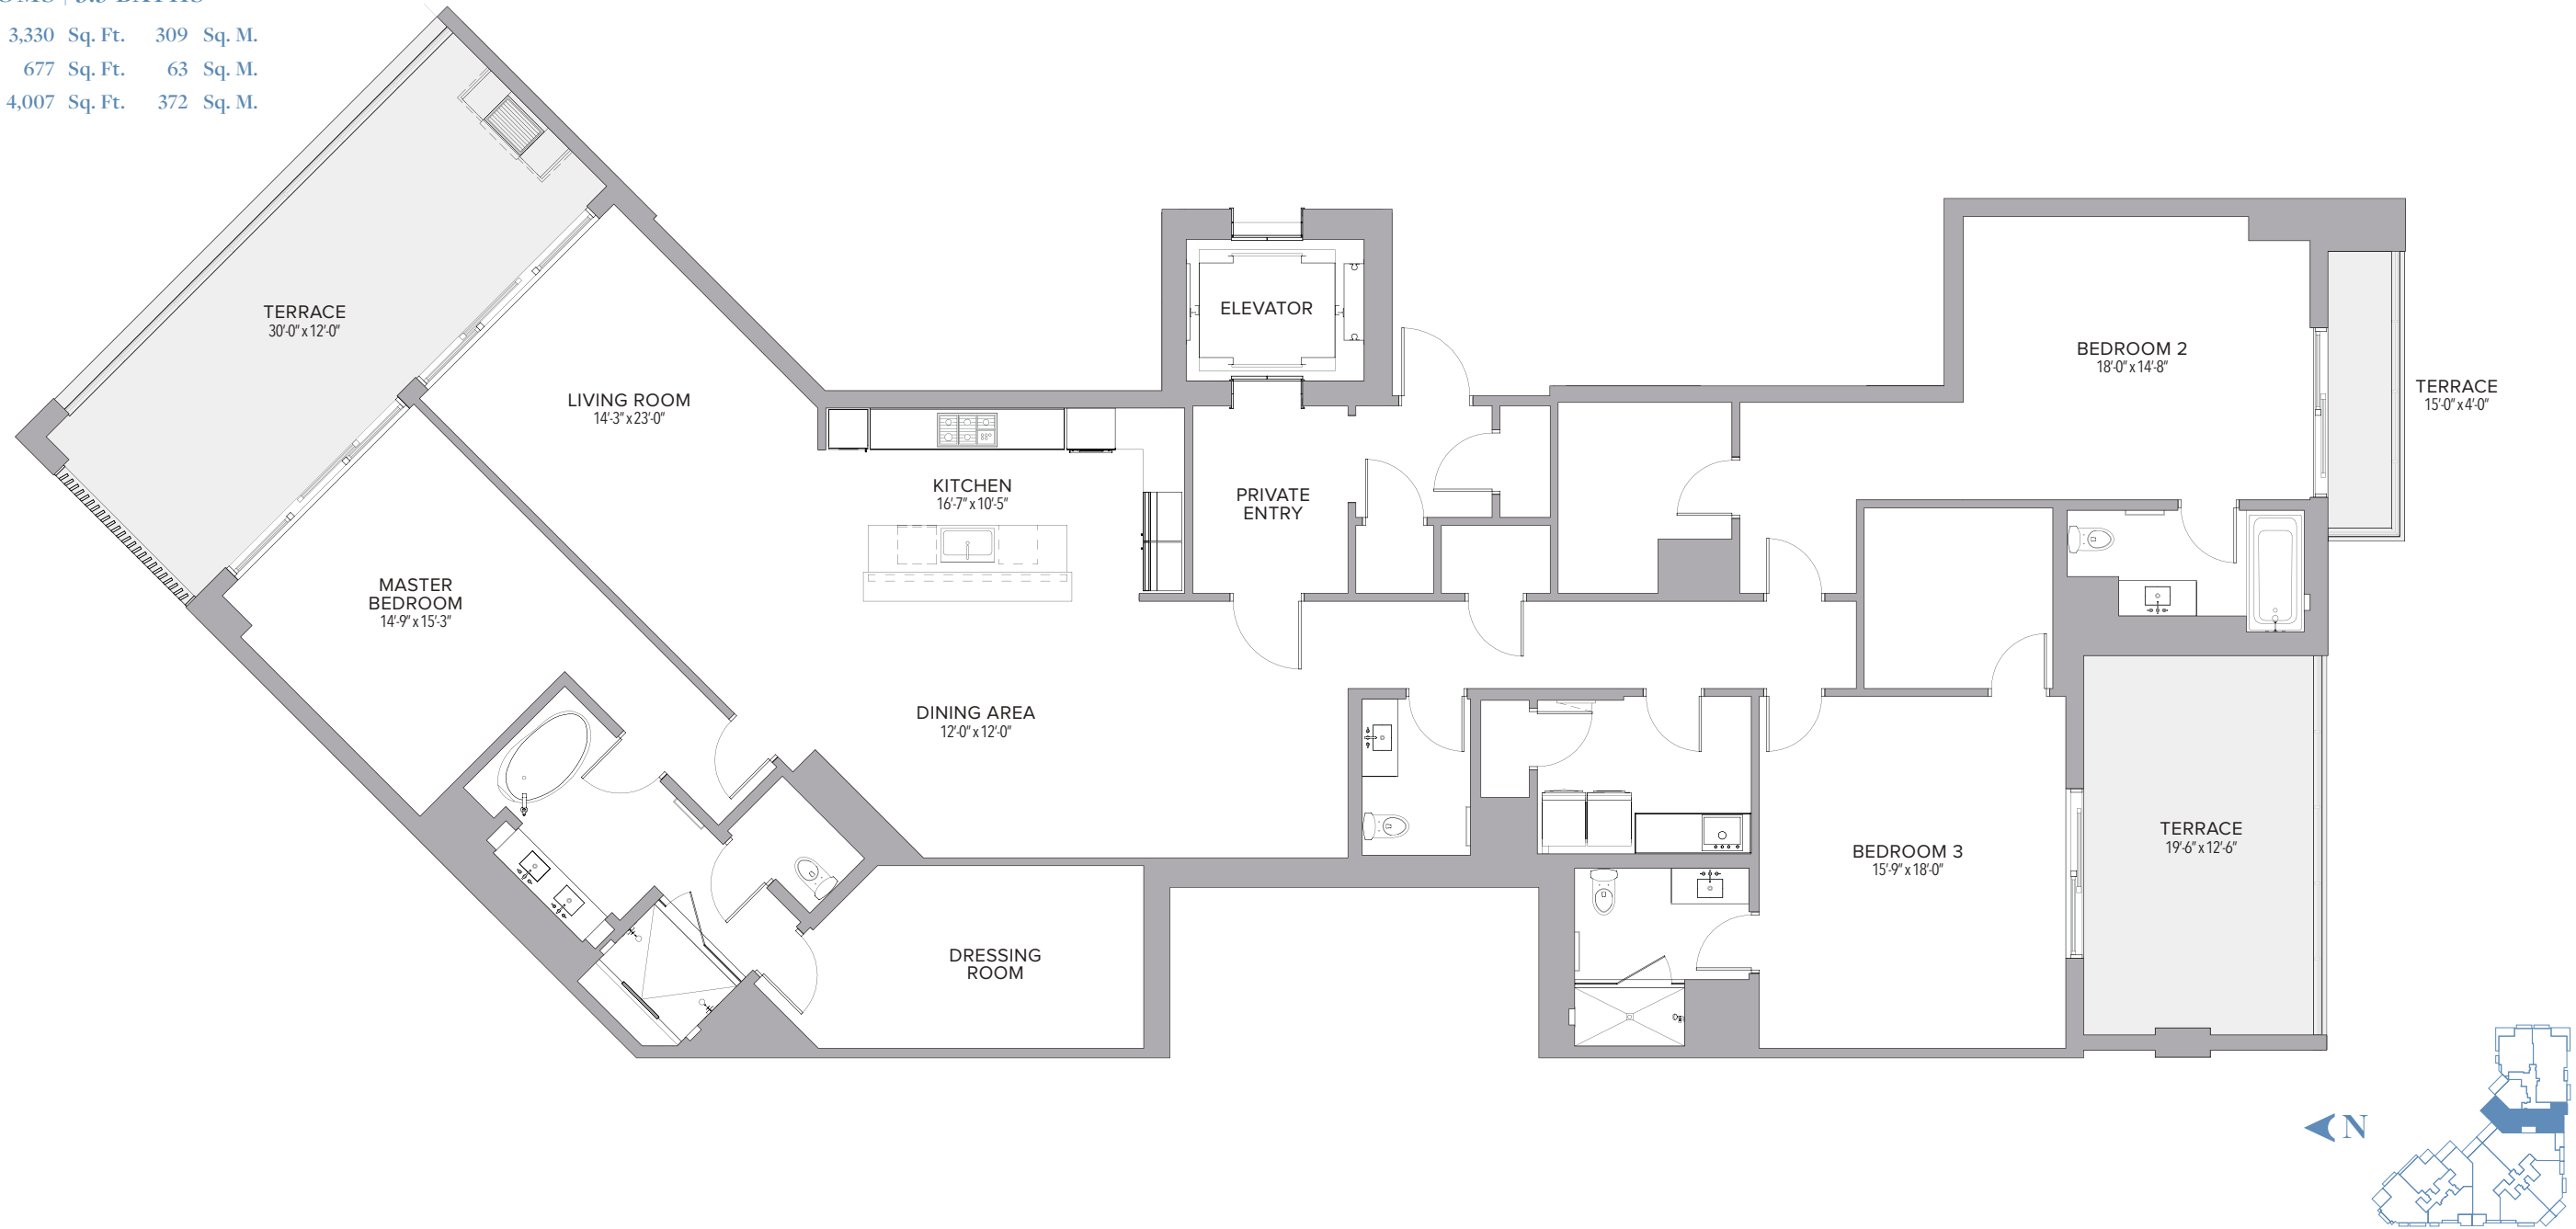 3,330 Sq. Ft. 309 Sq. M.
677 Sq. Ft. 63 Sq. M.
4,007 Sq. Ft. 372 Sq. M.
TERRACE
30'-0" x 12'-0"
LIVING ROOM
14'-3" x 23'-0"
MASTER
BEDROOM
14'-9" x 15'-3"
KITCHEN
16'-7" x 10'-5"
DINING AREA
12'-0" x 12'-0"
DRESSING
ROOM
ELEVATOR
PRIVATE
ENTRY
BEDROOM 2
18'-0" x 14'-8"
TERRACE
15'-0" x 4'-0"
BEDROOM 3
15'-9" x 18'-0"
TERRACE
19'-6" x 12'-6"
N